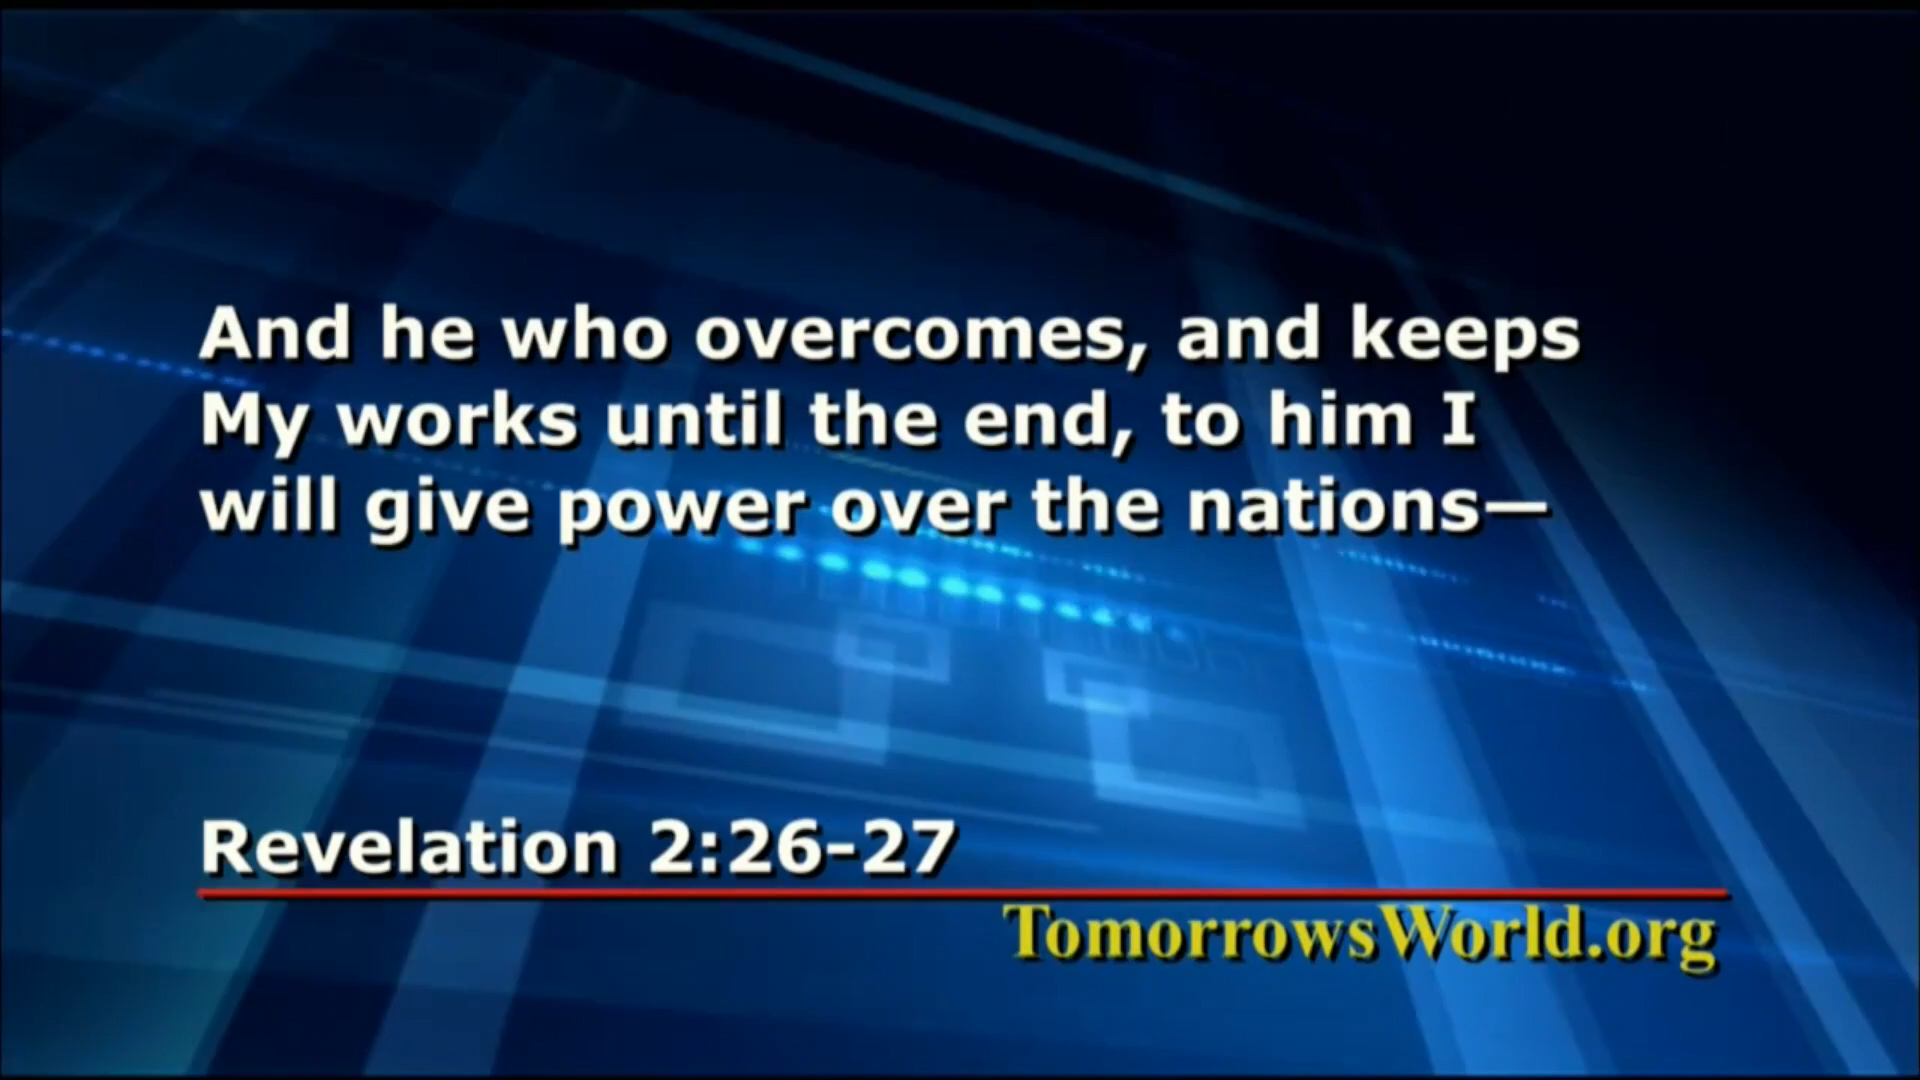 And he who overcomes, and keeps
My works until the end, to him I
will give power over the nations—
Revelation 2:26-27
TomorrowsWorld.org